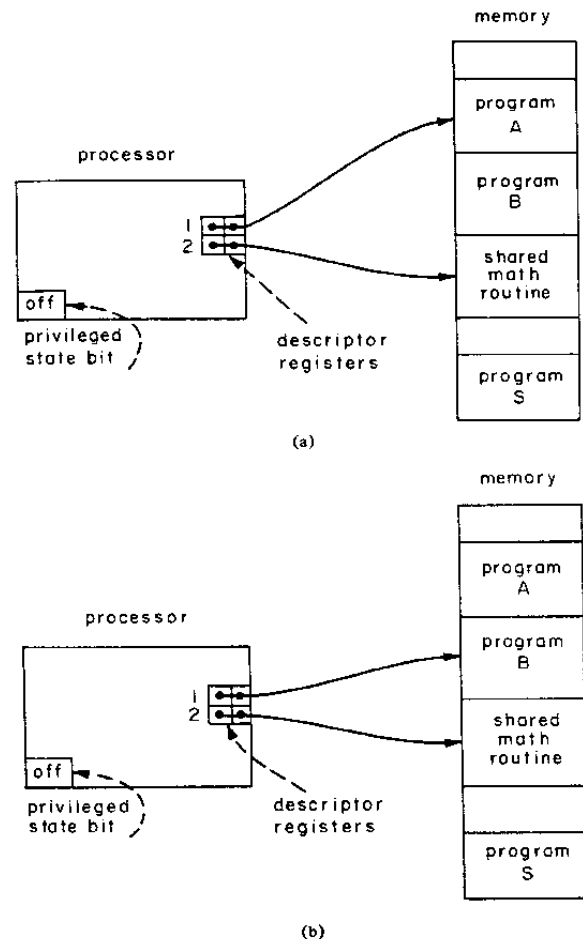 memory
program
A
processor
program
B
1
2
shared
math
routine
off
privileged
state bit
descriptor
registers
program
S
(a)
memory
program
A
processor
program
B
1
2
shared
math
routine
off
privileged
state bit
descriptor
registers
program
S
(b)